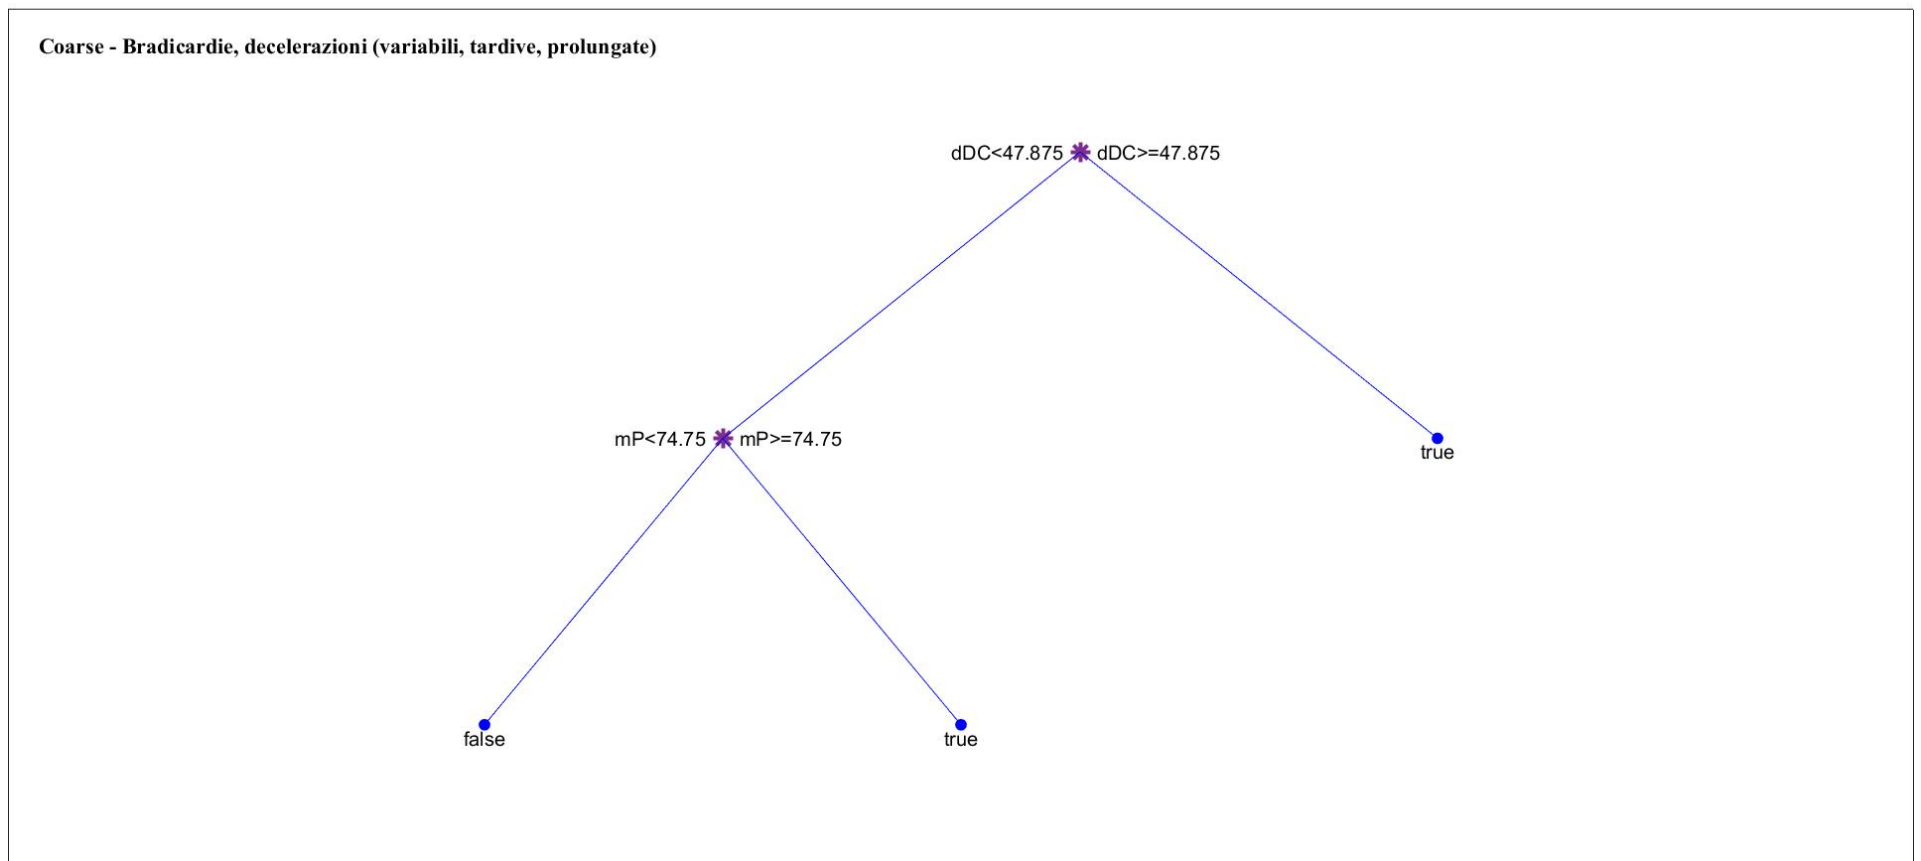 Coarse - Bradicardie, decelerazioni (variabili, tardive, prolungate)
dDC<47.875 dDC>=47.875
mP<74.75 mP>=74.75
true
false
true